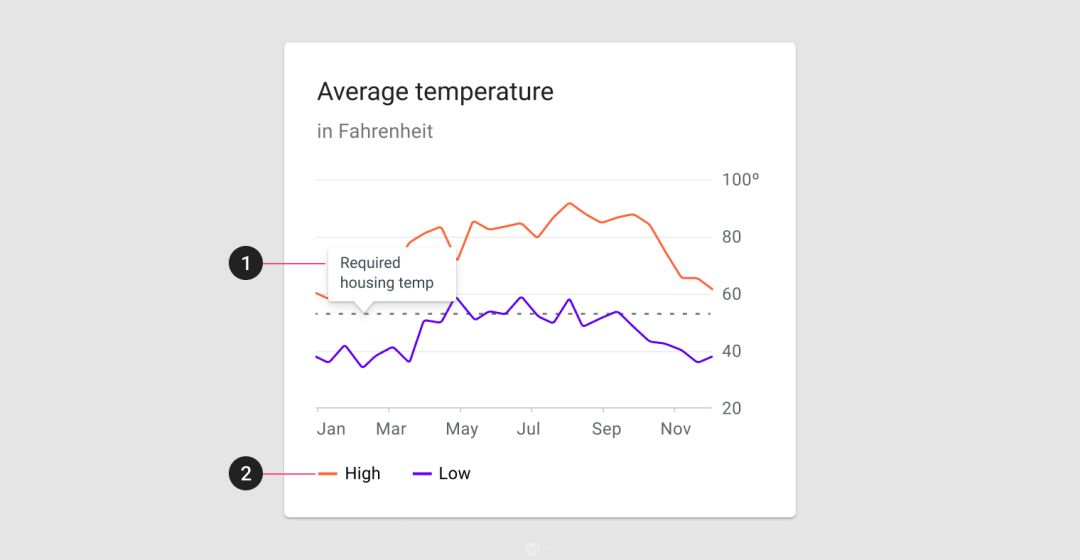 Average temperature
in Fahrenheit
100º
80
1
Required
housing temp
60
40
20
Jan Mar May Jul Sep Nov
2
High Low